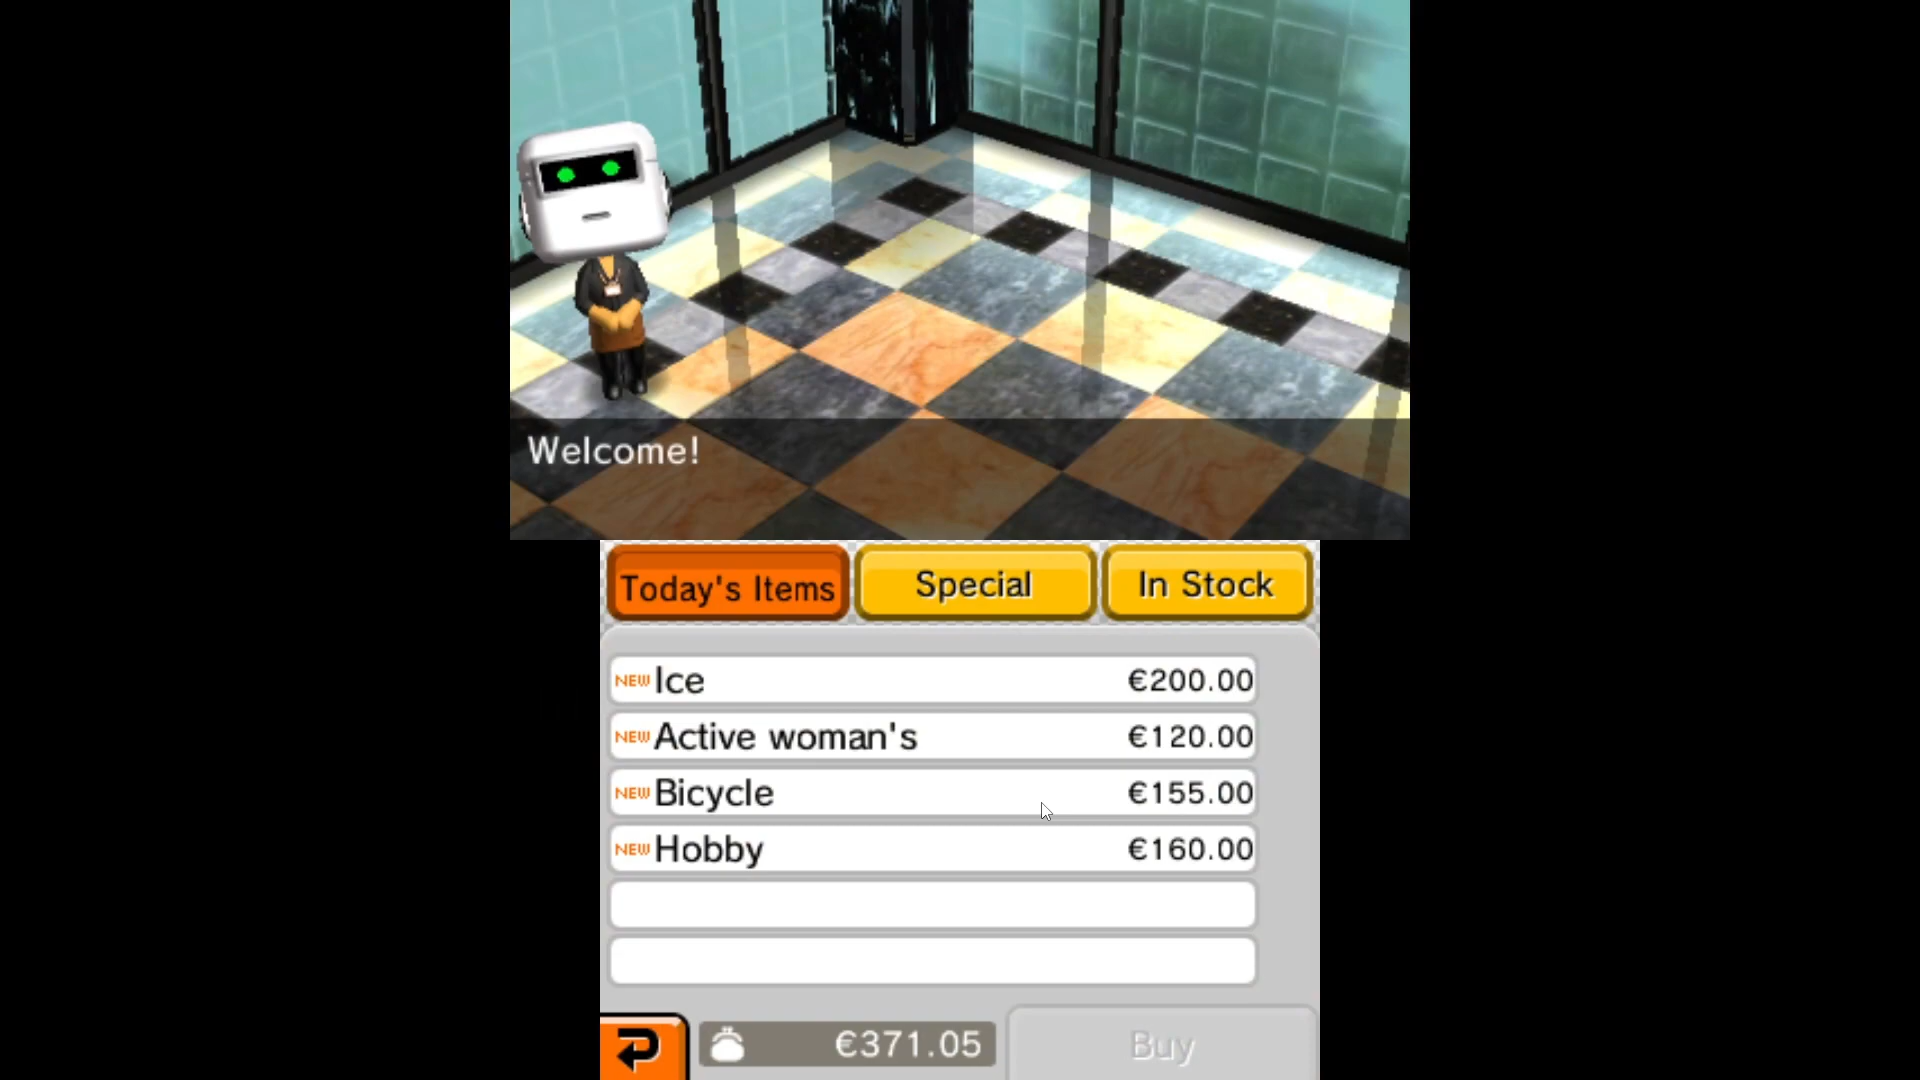 Welcome!
Today's Items
Special
In Stock
NEW Ice €200.00
NEW Active woman's €120.00
NEW Bicycle €155.00
NEW Hobby €160.00
€371.05
Buy